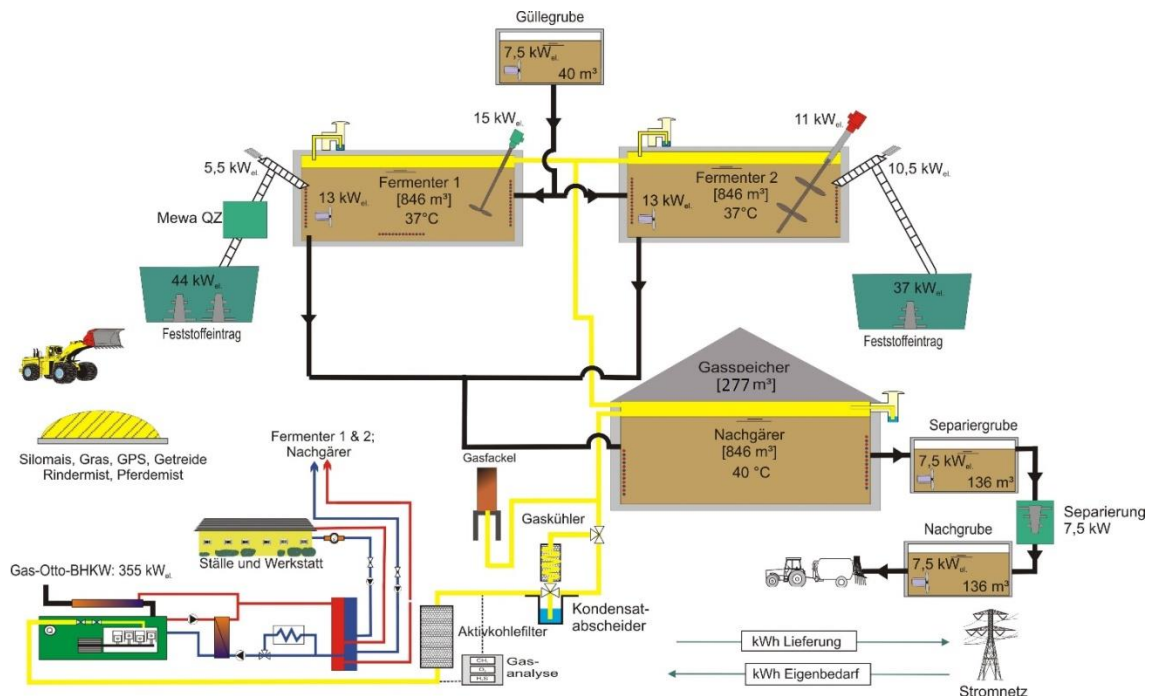 Güllegrube
7,5 kWel.
40 m³
15 kWel.
11 kWel.
5,5 kWel.
Fermenter 1
[846 m³]
37°C
13 kWel.
Fermenter 2
[846 m³]
37°C
13 kWel.
10,5 kWel.
Mewa QZ
44 kWel.
Feststoffeintrag
37 kWel.
Feststoffeintrag
Gasspeicher
[277m³]
Nachgärer
[846 m³]
40 °C
Separiergrube
7,5 kWel.
136 m³
Separierung
7,5 kW
Nachgrube
7,5 kWel.
136 m³
Silomais, Gras, GPS, Getreide
Rindermist, Pferdemist
Fermenter 1 & 2;
Nachgärer
Gasfackel
Gaskühler
Ställe und Werkstatt
Gas-Otto-BHKW: 355 kWel.
Kondensat-
abscheider
Aktivkohlefilter
CH4
O2
H2S
Gas-
analyse
kWh Lieferung
kWh Eigenbedarf
Stromnetz